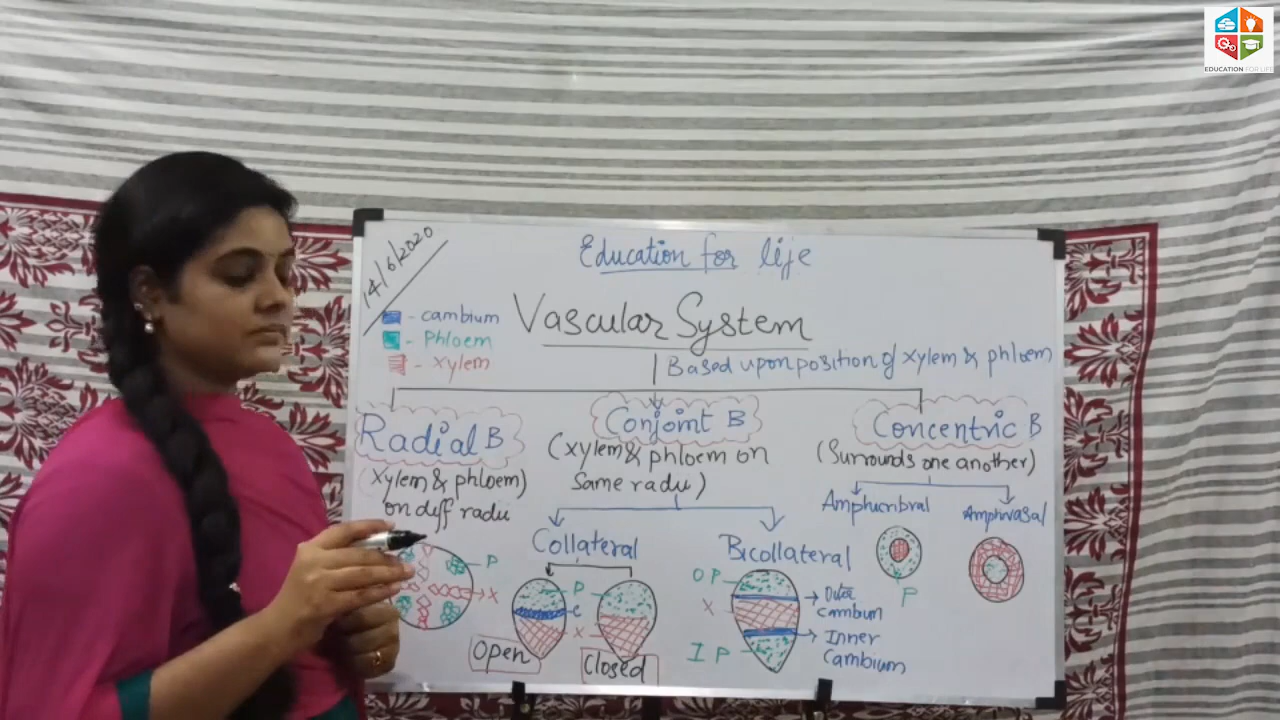 EDUCATION FOR LIFE
14/6/2020
Education for life
- cambium
- Phloem
- xylem
Vascular System
Based upon position of xylem & phloem
Radial B
(xylem & phloem)
on diff radii
P
X
Conjoint B
(xylem & phloem on
same radii)
Collateral
P
C
X
Open
Closed
Bicollateral
O P
X
I P
Outer
cambium
Inner
Cambium
Concentric B
(Surrounds one another)
Amphicribral
P
Amphivasal